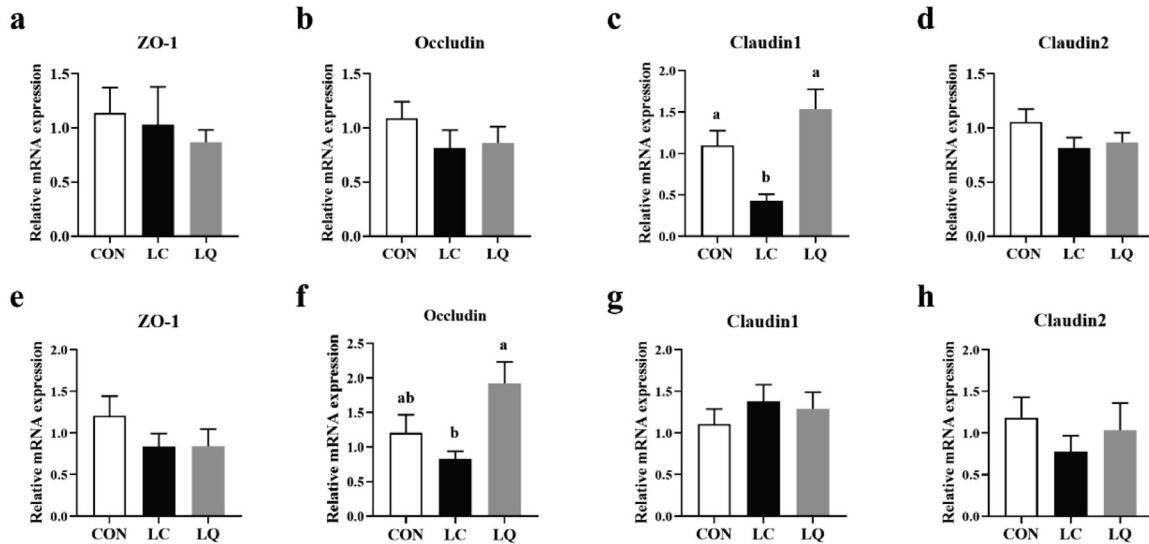 a
ZO-1
Relative mRNA expression
1.5
1.0
0.5
0.0
CON LC LQ
b
Occludin
Relative mRNA expression
1.5
1.0
0.5
0.0
CON LC LQ
c
Claudin1
Relative mRNA expression
2.0
1.5
1.0
0.5
0.0
a
b
a
CON LC LQ
d
Claudin2
Relative mRNA expression
1.5
1.0
0.5
0.0
CON LC LQ
e
ZO-1
Relative mRNA expression
2.0
1.5
1.0
0.5
0.0
CON LC LQ
f
Occludin
Relative mRNA expression
2.5
2.0
1.5
1.0
0.5
0.0
ab
b
a
CON LC LQ
g
Claudin1
Relative mRNA expression
2.0
1.5
1.0
0.5
0.0
CON LC LQ
h
Claudin2
Relative mRNA expression
2.0
1.5
1.0
0.5
0.0
CON LC LQ